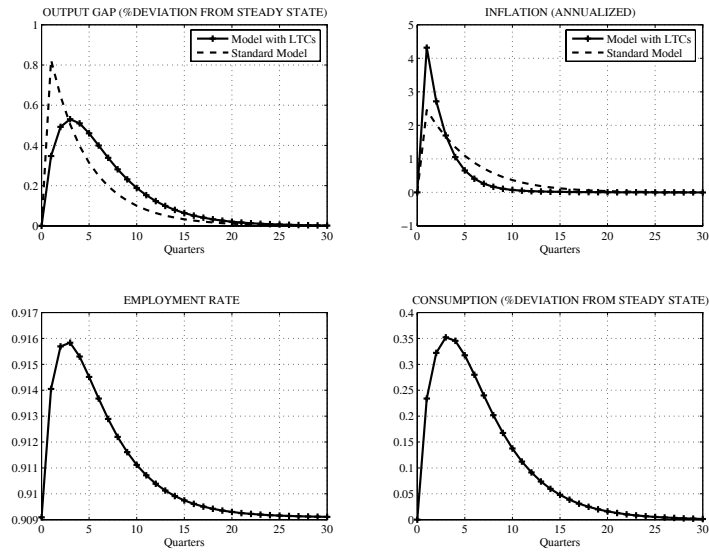 OUTPUT GAP (%DEVIATION FROM STEADY STATE)
1
0.8
0.6
0.4
0.2
0
0 5 10 15 20 25 30
Quarters
Model with LTCs
Standard Model
INFLATION (ANNUALIZED)
5
4
3
2
1
0
−1
0 5 10 15 20 25 30
Quarters
Model with LTCs
Standard Model
EMPLOYMENT RATE
0.917
0.916
0.915
0.914
0.913
0.912
0.911
0.91
0.909
0 5 10 15 20 25 30
Quarters
CONSUMPTION (%DEVIATION FROM STEADY STATE)
0.4
0.35
0.3
0.25
0.2
0.15
0.1
0.05
0
0 5 10 15 20 25 30
Quarters